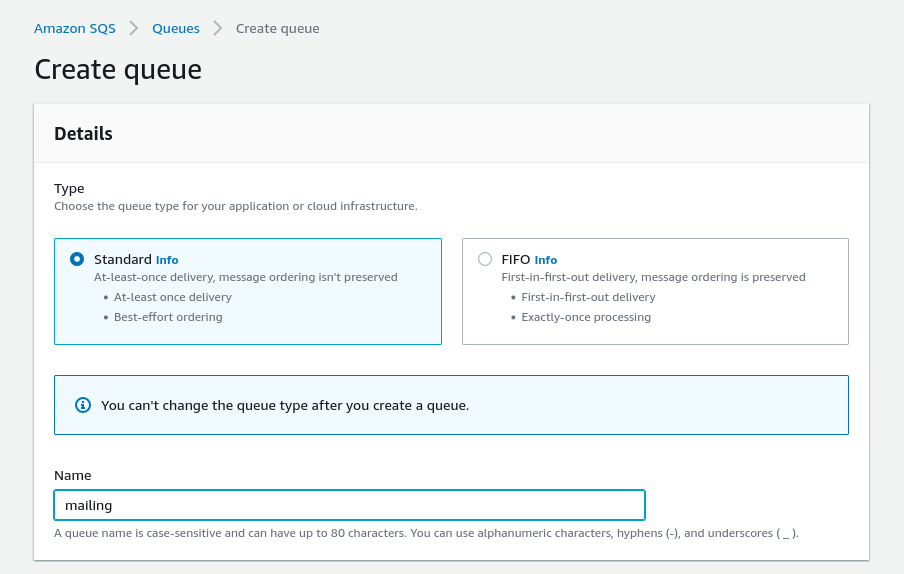 Amazon SQS > Queues > Create queue
Create queue
Details
Type
Choose the queue type for your application or cloud infrastructure.
Standard Info
At-least-once delivery, message ordering isn't preserved
• At-least once delivery
• Best-effort ordering
FIFO Info
First-in-first-out delivery, message ordering is preserved
• First-in-first-out delivery
• Exactly-once processing
You can't change the queue type after you create a queue.
Name
mailing
A queue name is case-sensitive and can have up to 80 characters. You can use alphanumeric characters, hyphens (-), and underscores ( _ ).